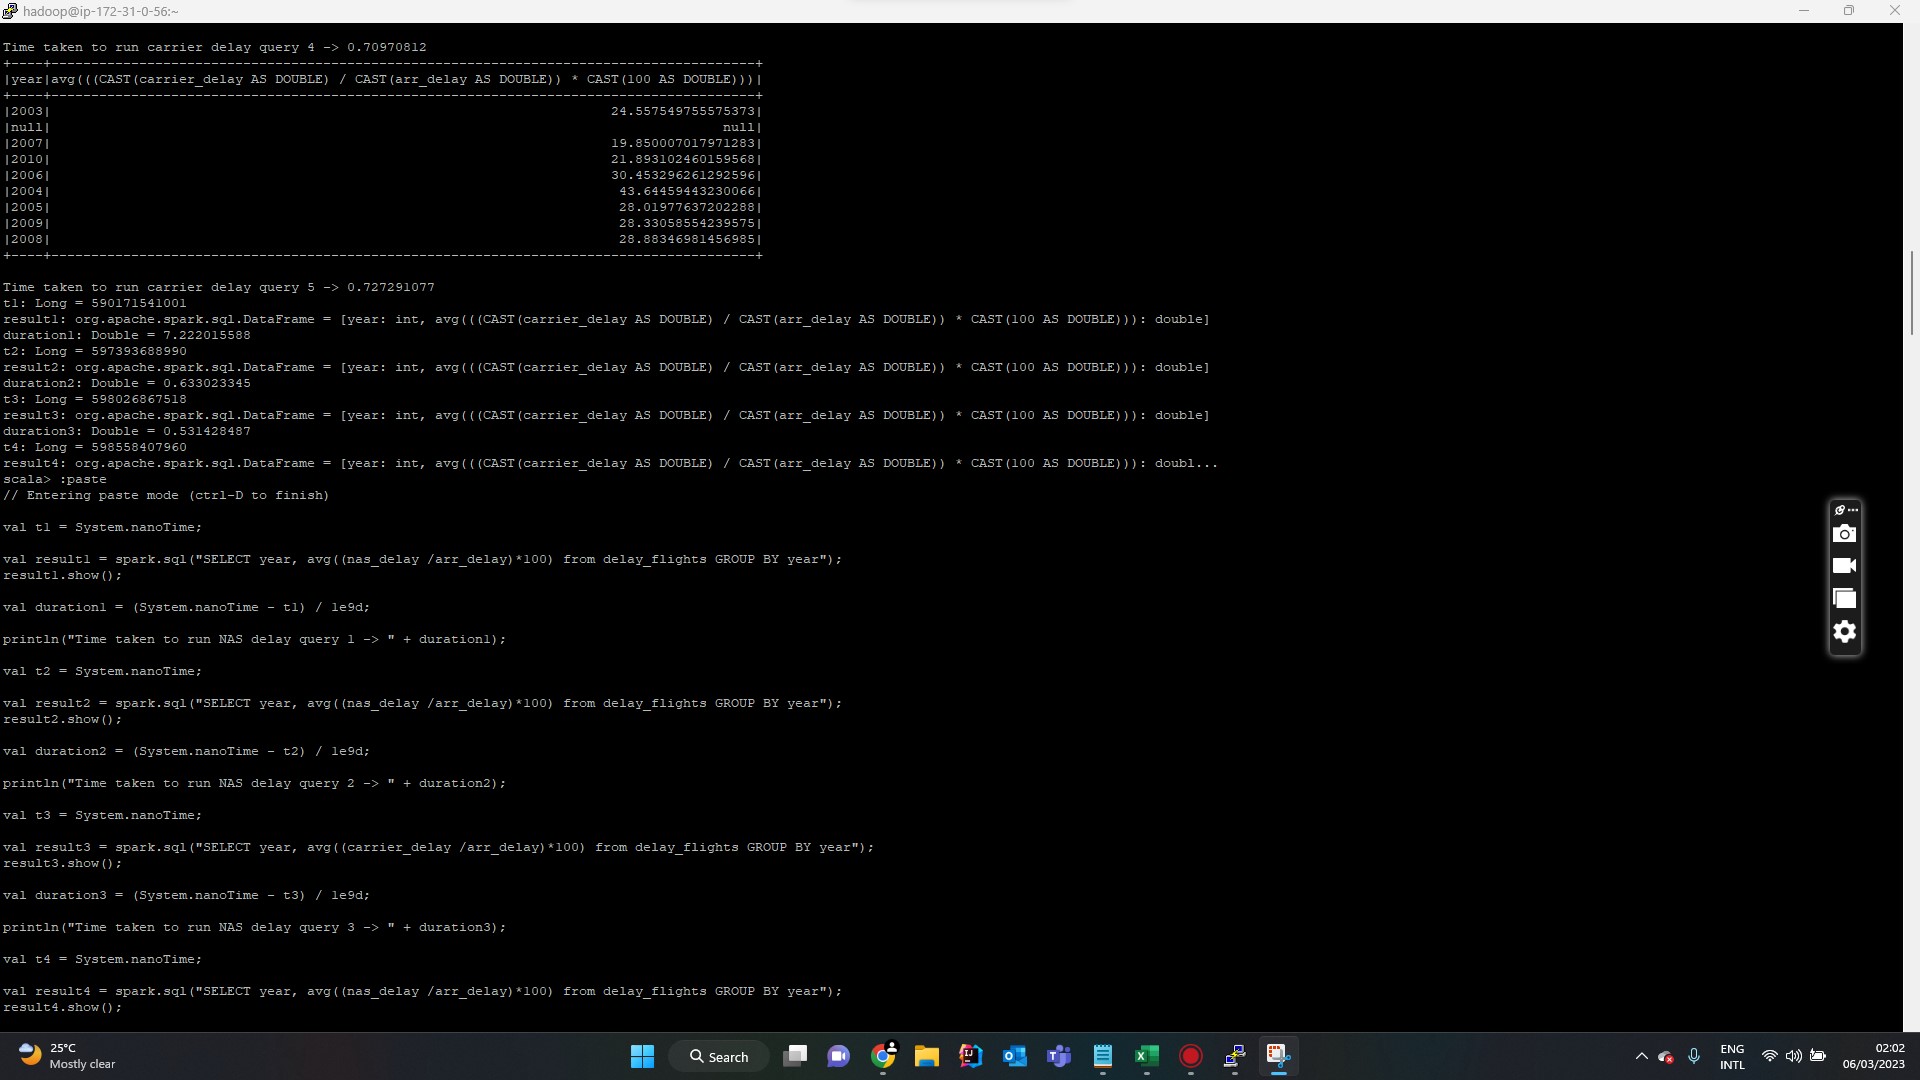 hadoop@ip-172-31-0-56:~
Time taken to run carrier delay query 4 -> 0.70970812
+----+----------------------------------------------------------------------------------------+
|year|avg(((CAST(carrier_delay AS DOUBLE) / CAST(arr_delay AS DOUBLE)) * CAST(100 AS DOUBLE)))|
+----+----------------------------------------------------------------------------------------+
|2003| 24.557549755575373|
|null| null|
|2007| 19.850007017971283|
|2010| 21.893102460159568|
|2006| 30.453296261292596|
|2004| 43.64459443230066|
|2005| 28.01977637202288|
|2009| 28.33058554239575|
|2008| 28.88346981456985|
+----+----------------------------------------------------------------------------------------+
Time taken to run carrier delay query 5 -> 0.727291077
t1: Long = 590171541001
result1: org.apache.spark.sql.DataFrame = [year: int, avg(((CAST(carrier_delay AS DOUBLE) / CAST(arr_delay AS DOUBLE)) * CAST(100 AS DOUBLE))): double]
duration1: Double = 7.222015588
t2: Long = 597393688990
result2: org.apache.spark.sql.DataFrame = [year: int, avg(((CAST(carrier_delay AS DOUBLE) / CAST(arr_delay AS DOUBLE)) * CAST(100 AS DOUBLE))): double]
duration2: Double = 0.633023345
t3: Long = 598026867518
result3: org.apache.spark.sql.DataFrame = [year: int, avg(((CAST(carrier_delay AS DOUBLE) / CAST(arr_delay AS DOUBLE)) * CAST(100 AS DOUBLE))): double]
duration3: Double = 0.531428487
t4: Long = 598558407960
result4: org.apache.spark.sql.DataFrame = [year: int, avg(((CAST(carrier_delay AS DOUBLE) / CAST(arr_delay AS DOUBLE)) * CAST(100 AS DOUBLE))): doubl...
scala> :paste
// Entering paste mode (ctrl-D to finish)
val t1 = System.nanoTime;
val result1 = spark.sql("SELECT year, avg((nas_delay /arr_delay)*100) from delay_flights GROUP BY year");
result1.show();
val duration1 = (System.nanoTime - t1) / 1e9d;
println("Time taken to run NAS delay query 1 -> " + duration1);
val t2 = System.nanoTime;
val result2 = spark.sql("SELECT year, avg((nas_delay /arr_delay)*100) from delay_flights GROUP BY year");
result2.show();
val duration2 = (System.nanoTime - t2) / 1e9d;
println("Time taken to run NAS delay query 2 -> " + duration2);
val t3 = System.nanoTime;
val result3 = spark.sql("SELECT year, avg((carrier_delay /arr_delay)*100) from delay_flights GROUP BY year");
result3.show();
val duration3 = (System.nanoTime - t3) / 1e9d;
println("Time taken to run NAS delay query 3 -> " + duration3);
val t4 = System.nanoTime;
val result4 = spark.sql("SELECT year, avg((nas_delay /arr_delay)*100) from delay_flights GROUP BY year");
result4.show();
25°C
Mostly clear
Search
ENG
INTL
02:02
06/03/2023